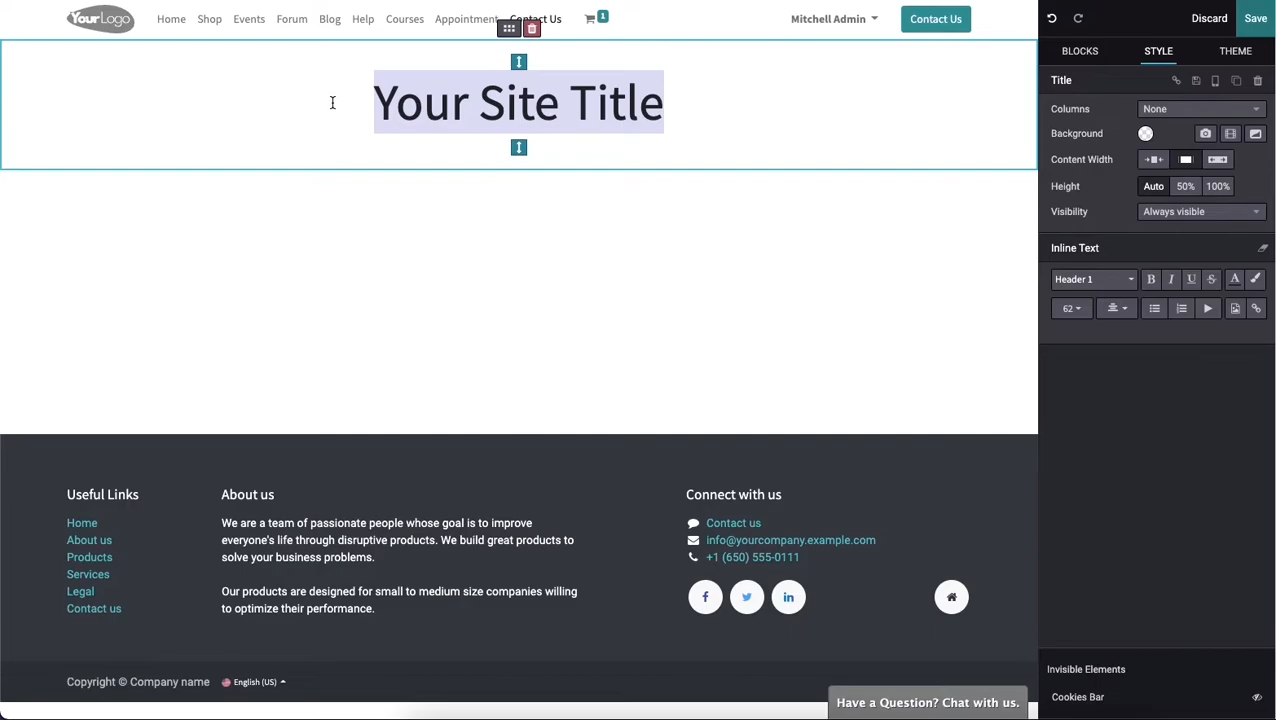 YourLogo
Home Shop Events Forum Blog Help Courses Appointment Contact Us 1
Mitchell Admin
Contact Us
Save
BLOCKS STYLE THEME
Your Site Title
Title
Columns None
Background
Content Width
Height Auto 50% 100%
Visibility Always visible
Inline Text
Header 1 B I U S A
62
Useful Links
Home
About us
Products
Services
Legal
Contact us
About us
We are a team of passionate people whose goal is to improve
everyone's life through disruptive products. We build great products to
solve your business problems.
Our products are designed for small to medium size companies willing
to optimize their performance.
Connect with us
Contact us
info@yourcompany.example.com
+1 (650) 555-0111
Copyright © Company name English (US)
Have a Question? Chat with us.
Invisible Elements
Cookies Bar